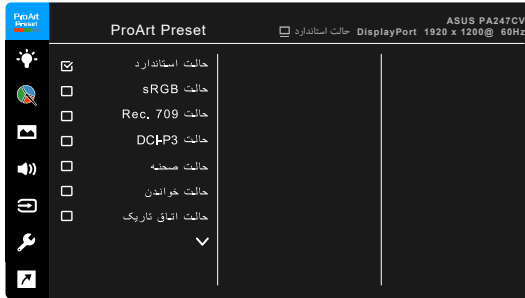 ProArt
Preset
ProArt Preset
ASUS PA247CV
حالت استاندارد DisplayPort 1920 x 1200@ 60Hz
حالت استاندارد
حالت sRGB
حالت Rec. 709
حالت DCI-P3
حالت صحنه
حالت خواندن
حالت اتاق تاریک